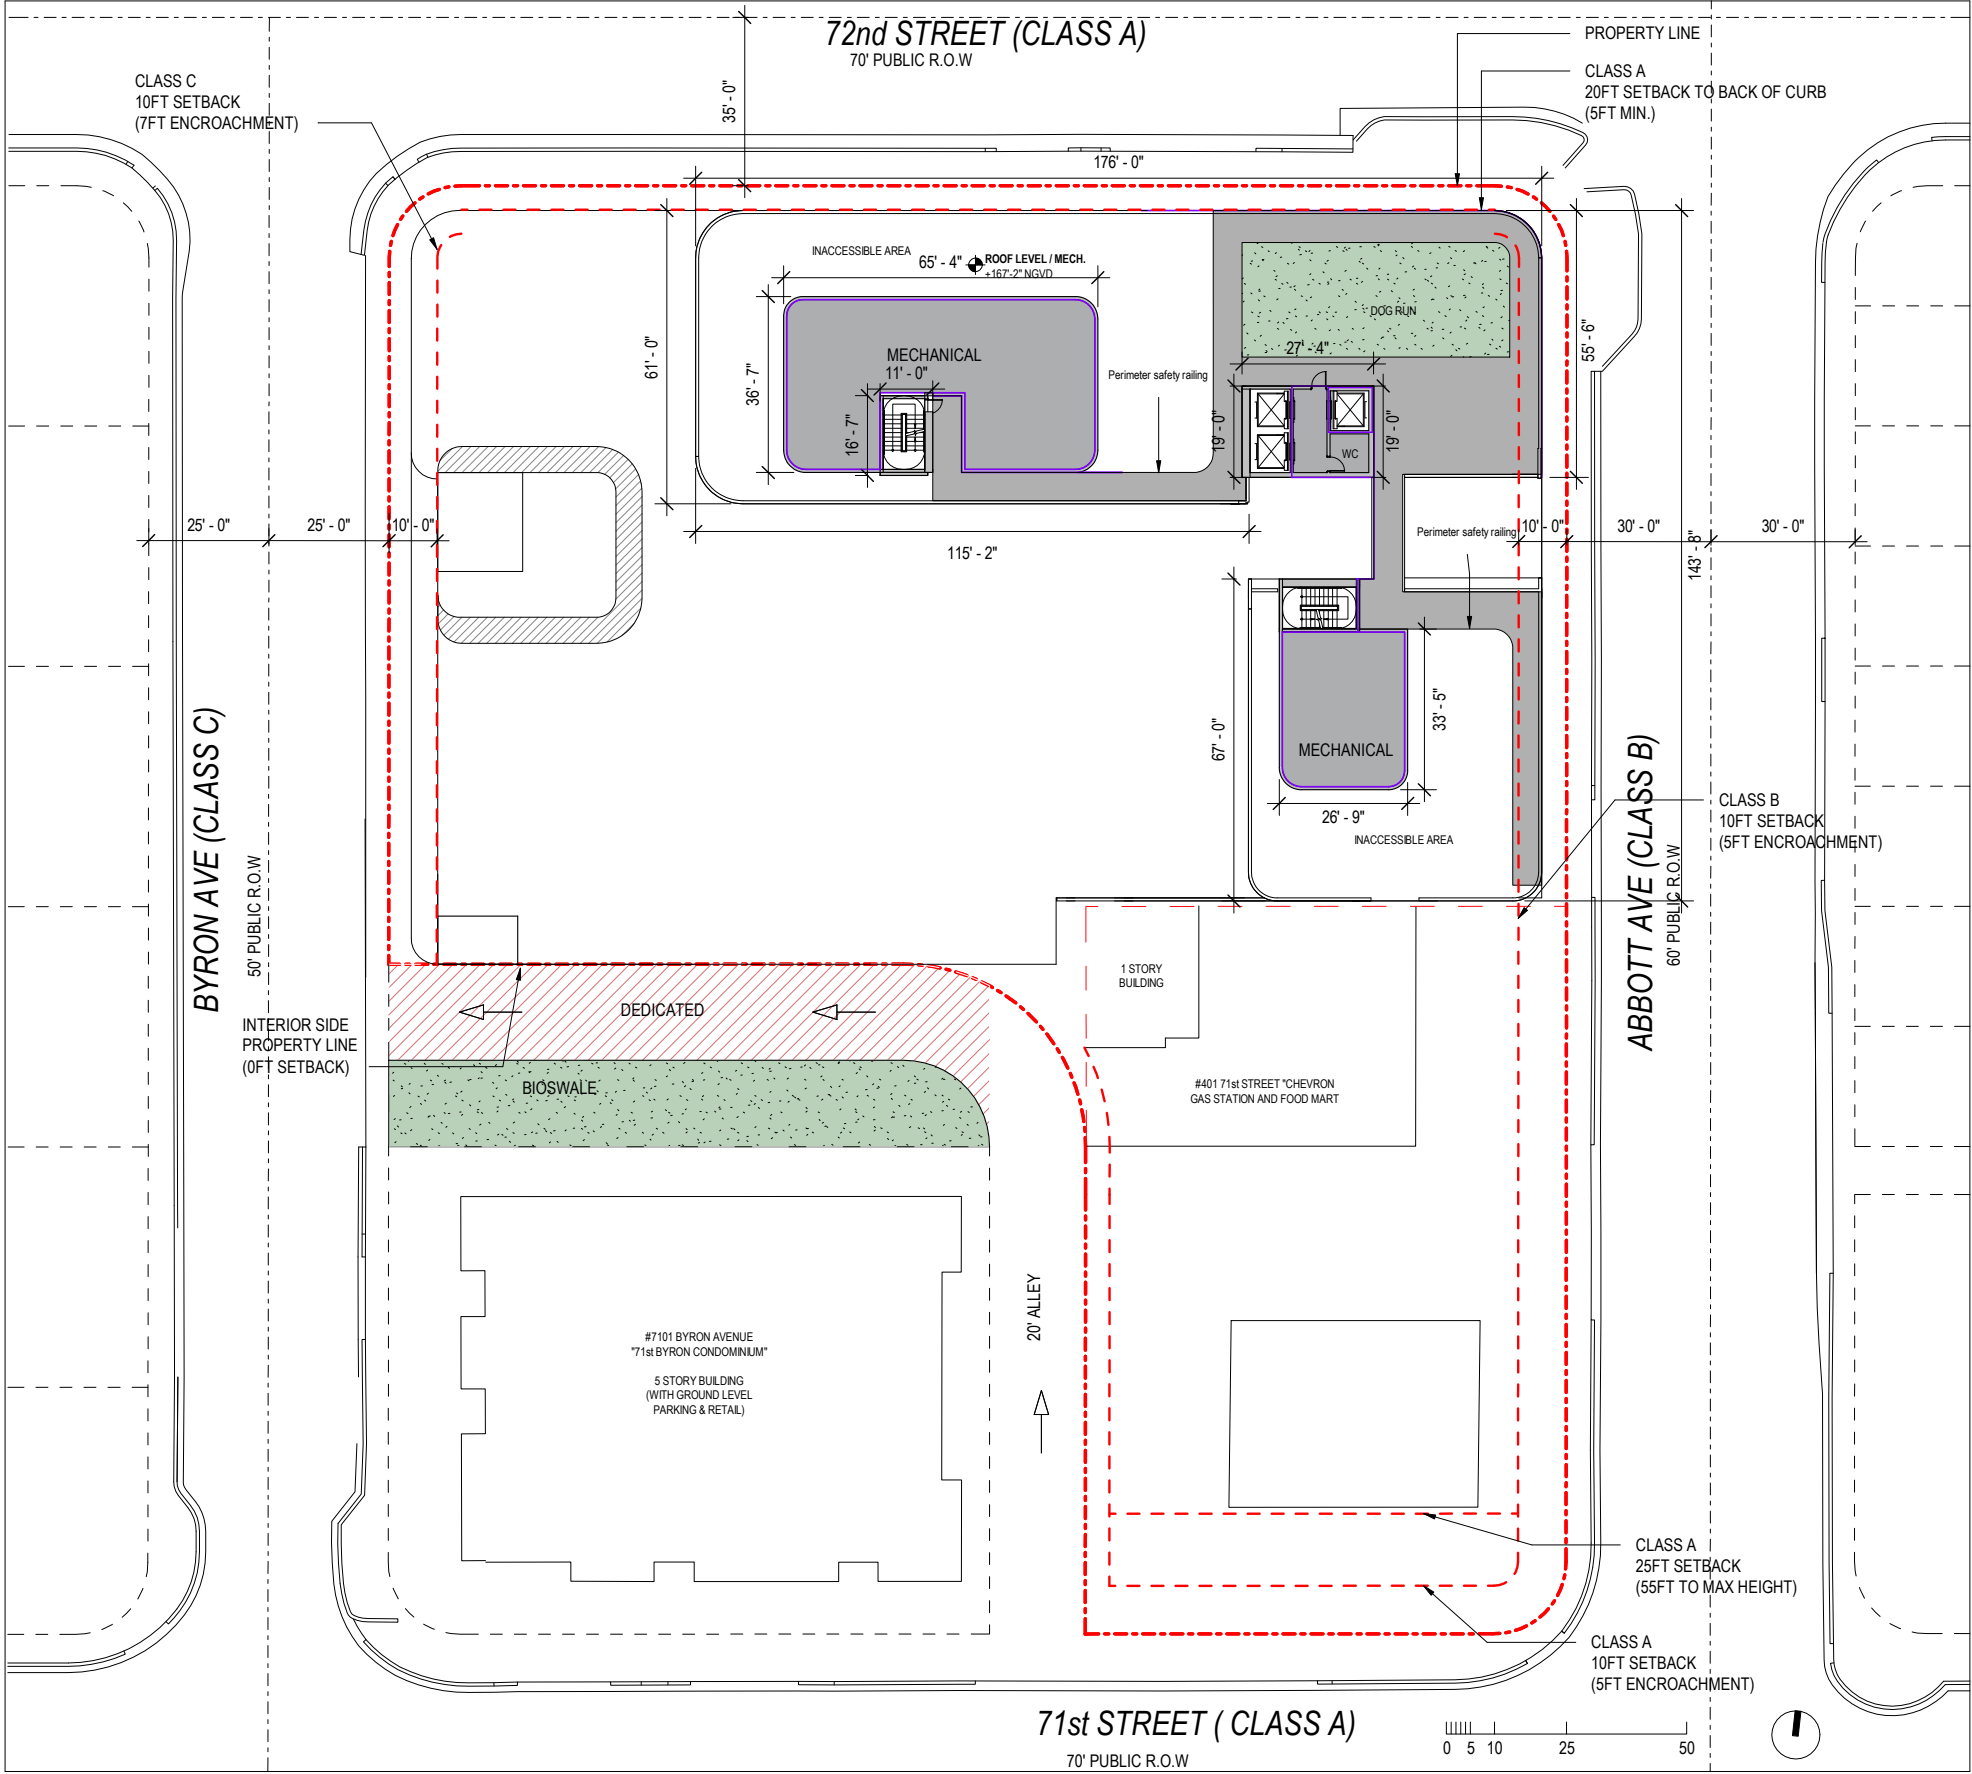 72nd STREET (CLASS A)
70' PUBLIC R.O.W
PROPERTY LINE
CLASS A
20FT SETBACK TO BACK OF CURB
(5FT MIN.)
CLASS C
10FT SETBACK
(7FT ENCROACHMENT)
35' - 0"
176' - 0"
INACCESSIBLE AREA
65' - 4"
ROOF LEVEL / MECH.
+167'-2" NGVD
DOG RUN
61' - 0"
36' - 7"
MECHANICAL
11' - 0"
16' - 7"
Perimeter safety railing
27' - 4"
55' - 6"
19' - 0"
19' - 0"
WC
25' - 0"
25' - 0"
10' - 0"
115' - 2"
Perimeter safety railing
10' - 0"
30' - 0"
143' - 8"
30' - 0"
67' - 0"
33' - 5"
MECHANICAL
26' - 9"
INACCESSIBLE AREA
BYRON AVE (CLASS C)
50' PUBLIC R.O.W
ABBOTT AVE (CLASS B)
60' PUBLIC R.O.W
CLASS B
10FT SETBACK
(5FT ENCROACHMENT)
1 STORY
BUILDING
DEDICATED
INTERIOR SIDE
PROPERTY LINE
(0FT SETBACK)
BIOSWALE
#401 71st STREET "CHEVRON
GAS STATION AND FOOD MART
20' ALLEY
#7101 BYRON AVENUE
"71st BYRON CONDOMINIUM"
5 STORY BUILDING
(WITH GROUND LEVEL
PARKING & RETAIL)
CLASS A
25FT SETBACK
(55FT TO MAX HEIGHT)
CLASS A
10FT SETBACK
(5FT ENCROACHMENT)
71st STREET ( CLASS A)
70' PUBLIC R.O.W
0 5 10 25 50